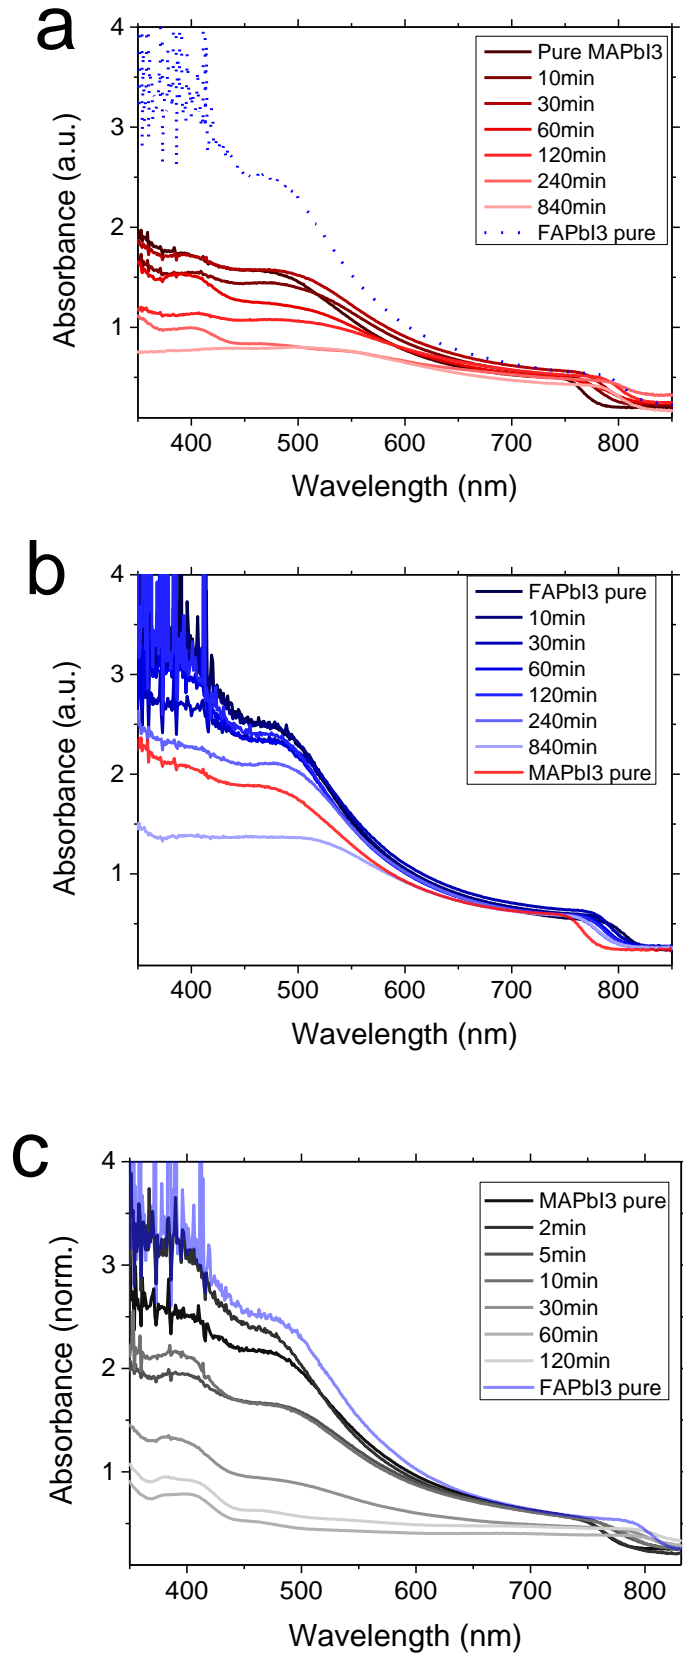 a
4
3
2
1
400
500
600
700
800
Absorbance (a.u.)
Wavelength (nm)
Pure MAPbI3
10min
30min
60min
120min
240min
840min
FAPbI3 pure
b
4
3
2
1
400
500
600
700
800
Absorbance (a.u.)
Wavelength (nm)
FAPbI3 pure
10min
30min
60min
120min
240min
840min
MAPbI3 pure
c
4
3
2
1
400
500
600
700
800
Absorbance (norm.)
Wavelength (nm)
MAPbI3 pure
2min
5min
10min
30min
60min
120min
FAPbI3 pure